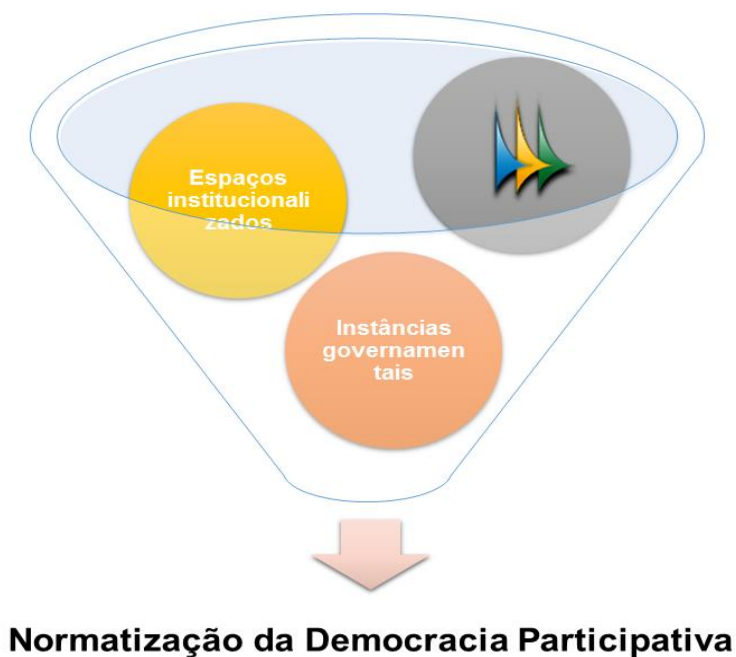 Espaços
institucionali
zados
Instâncias
governamen
tais
Normatização da Democracia Participativa